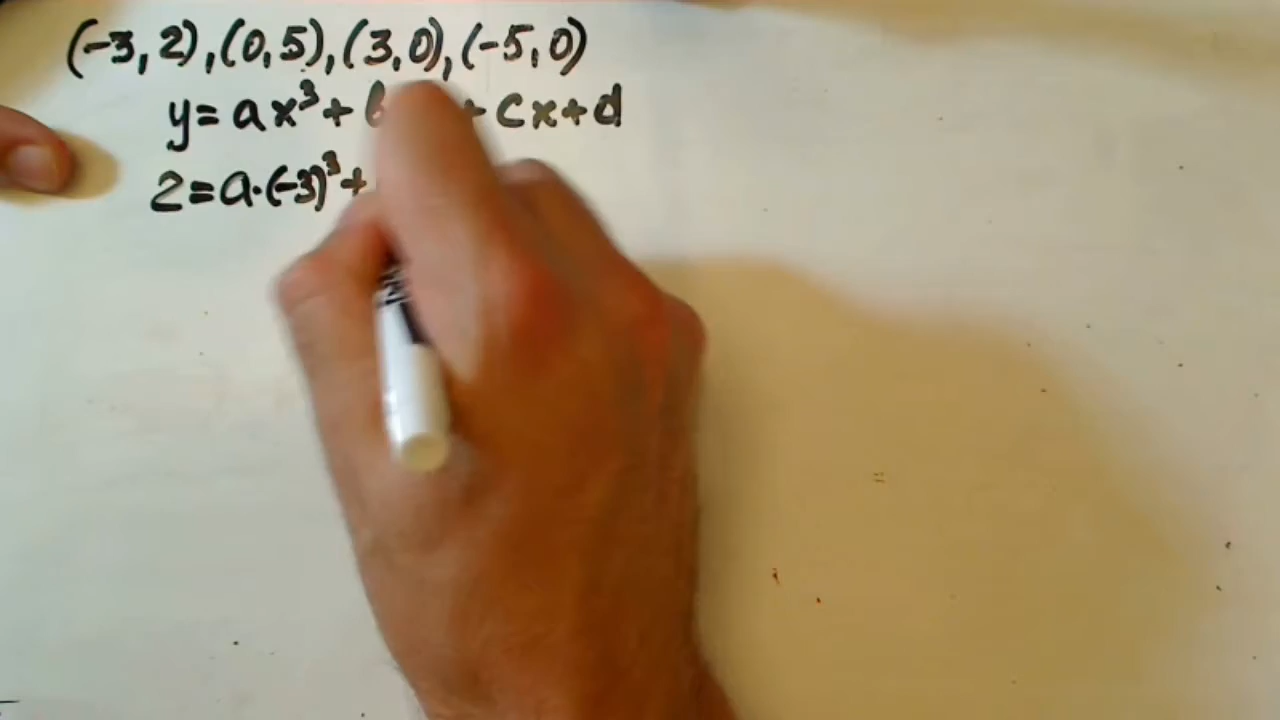 (-3, 2), (0, 5), (3, 0), (-5, 0)
y = ax³ + b + cx + d
2 = a·(-3)³ +